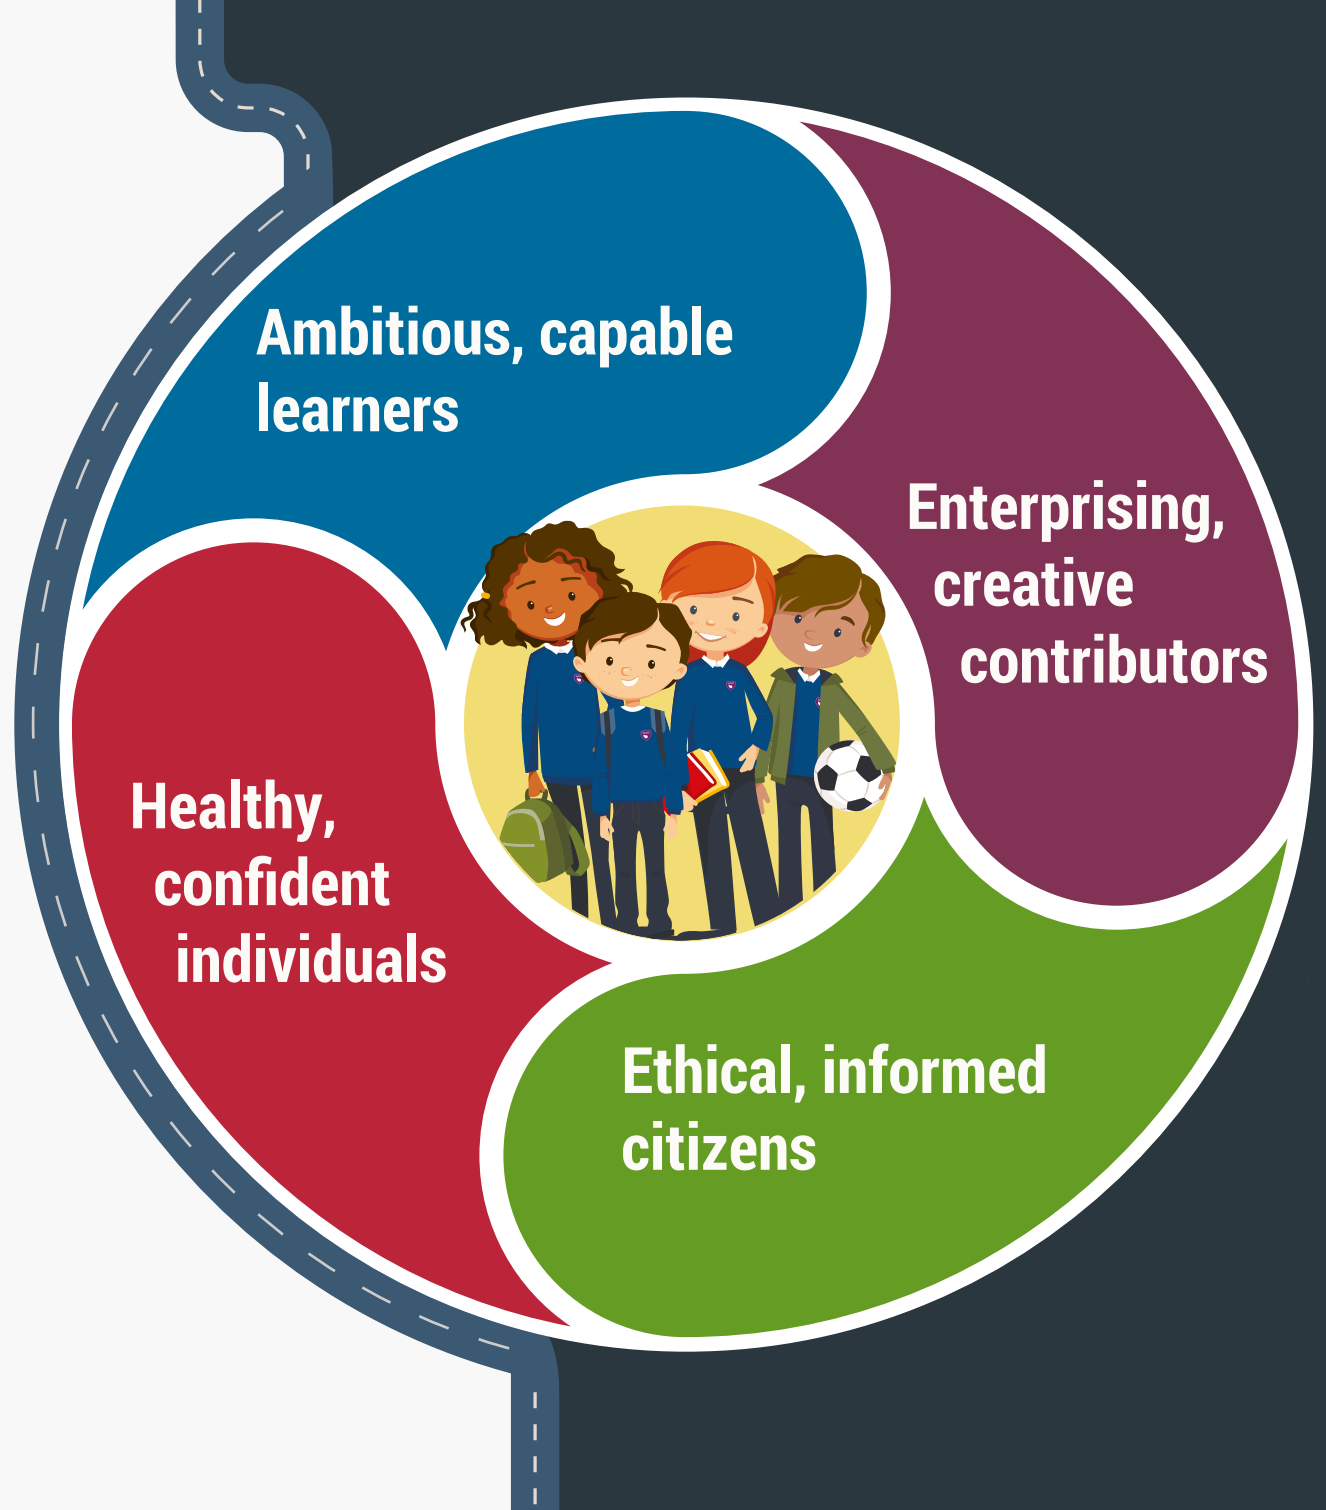 Ambitious, capable
learners
Enterprising,
creative
contributors
Healthy,
confident
individuals
Ethical, informed
citizens